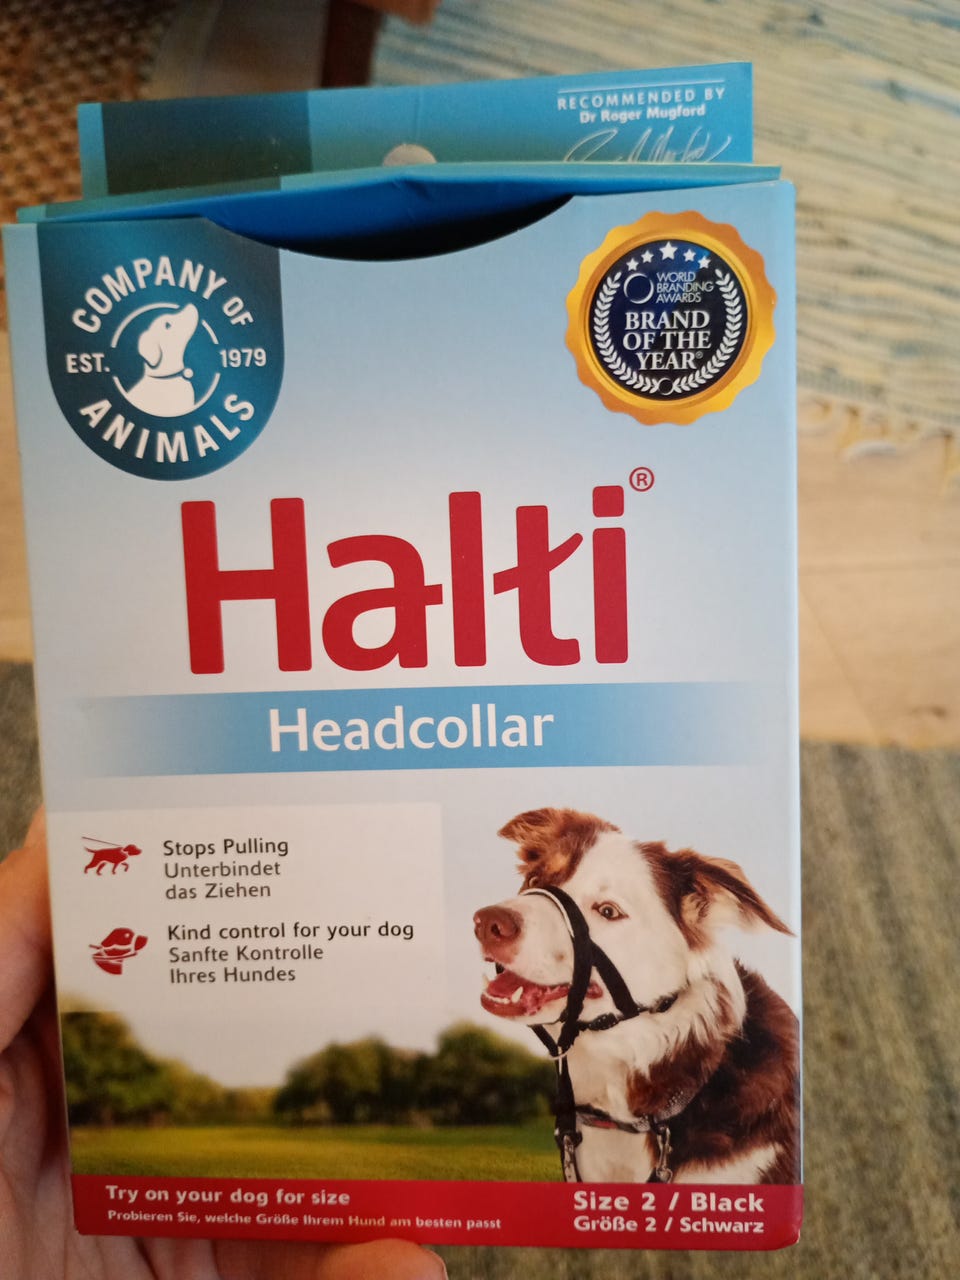 RECOMMENDED BY
Dr Roger Mugford
COMPANY OF
EST. 1979
ANIMALS
WORLD
BRANDING
AWARDS
BRAND
OF THE
YEAR®
Halti®
Headcollar
Stops Pulling
Unterbindet
das Ziehen
Kind control for your dog
Sanfte Kontrolle
Ihres Hundes
Try on your dog for size
Probieren Sie, welche Größe Ihrem Hund am besten passt
Size 2 / Black
Größe 2 / Schwarz